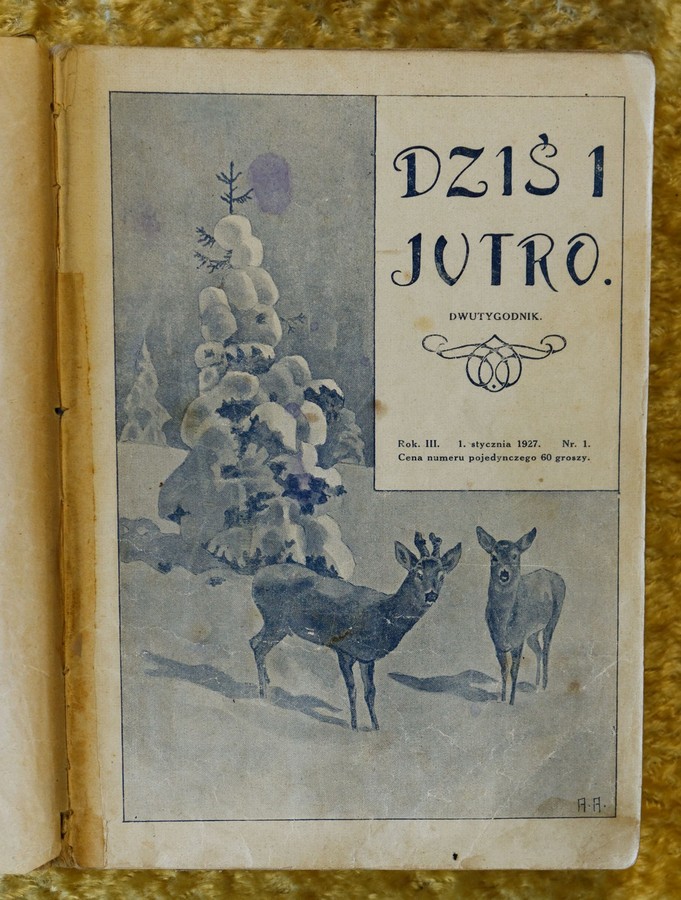 DZIŚ I
JUTRO.
DWUTYGODNIK.
Rok. III. 1. stycznia 1927. Nr. 1.
Cena numeru pojedynczego 60 groszy.
A.A.